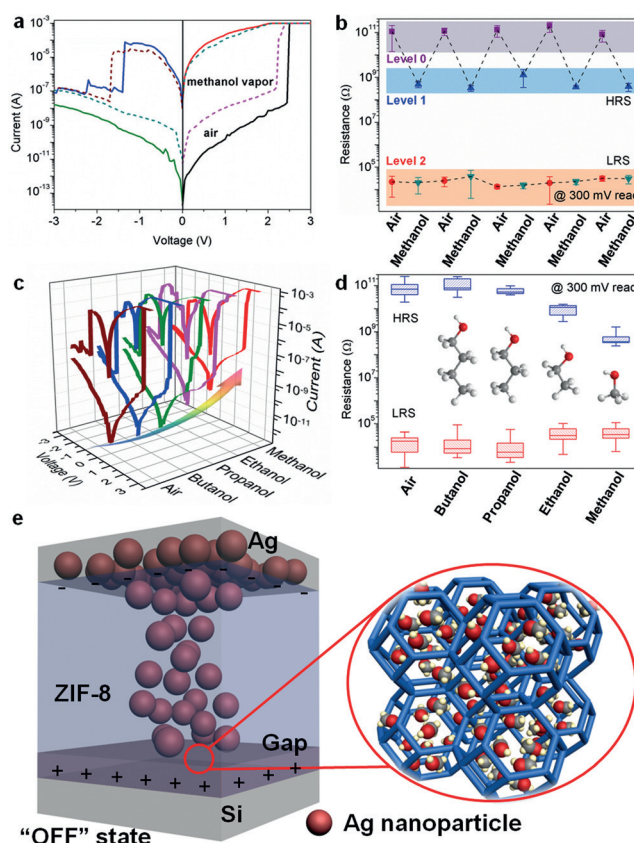 a
10⁻³
10⁻⁵
10⁻⁷
10⁻⁹
10⁻¹¹
10⁻¹³
Current (A)
methanol vapor
air
-3 -2 -1 0 1 2 3
Voltage (V)
b
10¹¹
10⁹
10⁷
10⁵
Resistance (Ω)
Level 0
Level 1
HRS
Level 2
LRS
@ 300 mV read
Air
Methanol
Air
Methanol
Air
Methanol
Air
Methanol
Air
Methanol
c
10⁻³
10⁻⁵
10⁻⁷
10⁻⁹
10⁻¹¹
Current (A)
Voltage (V)
Air
Butanol
Propanol
Ethanol
Methanol
d
10¹¹
10⁹
10⁷
10⁵
Resistance (Ω)
@ 300 mV read
HRS
LRS
Air
Butanol
Propanol
Ethanol
Methanol
e
Ag
- - - - - - -
ZIF-8
Gap
+ + + + + + + +
Si
"OFF" state
Ag nanoparticle